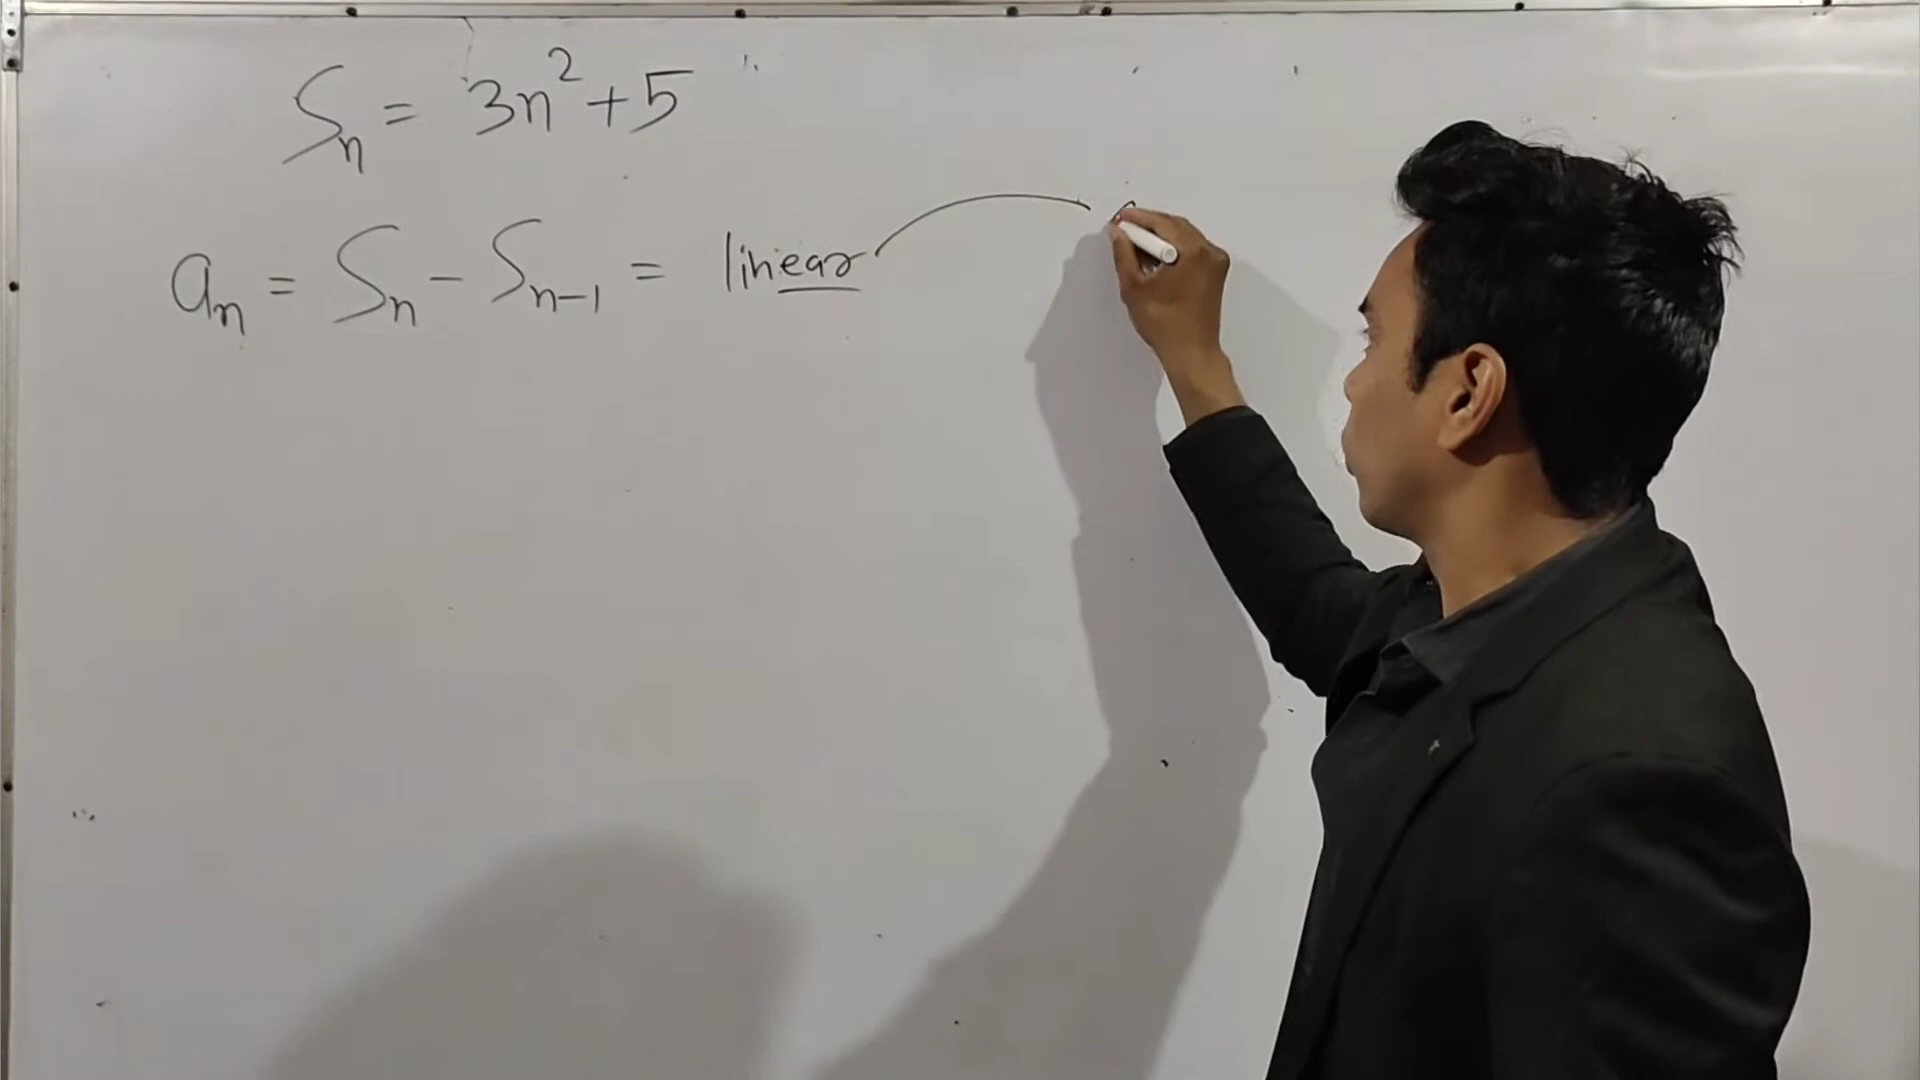 Sn = 3n² + 5
an = Sn − Sn−1 = linear